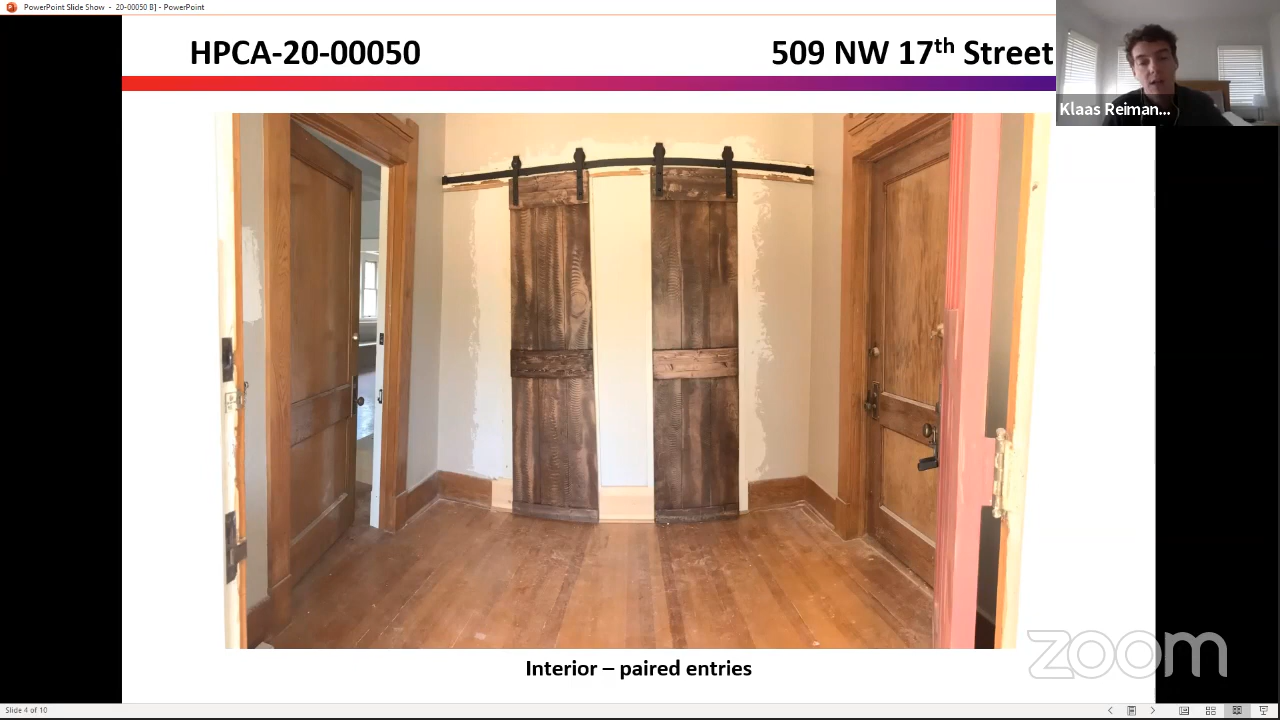 PowerPoint Slide Show - 20-00050 B] - PowerPoint
HPCA-20-00050
509 NW 17th Street
Klaas Reiman...
Interior – paired entries
zoom
Slide 4 of 10